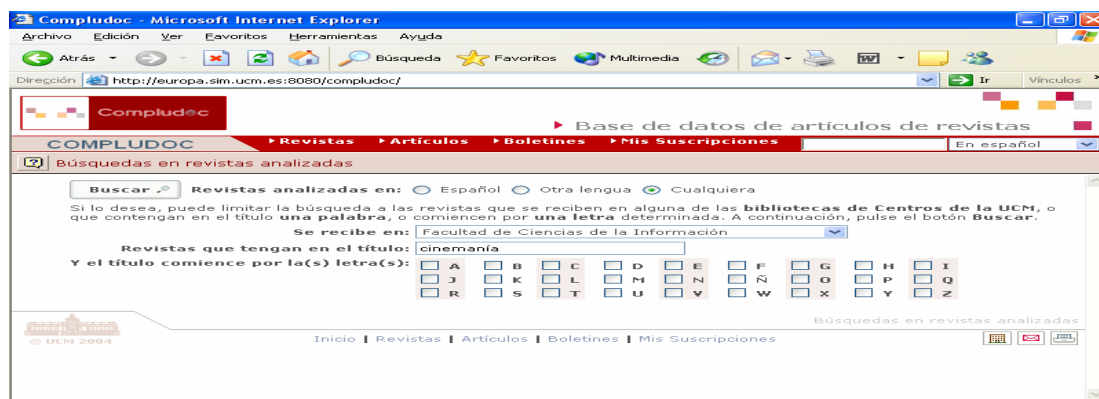 Compludoc - Microsoft Internet Explorer
Archivo Edición Ver Favoritos Herramientas Ayuda
Atrás Búsqueda Favoritos Multimedia
Dirección http://europa.sim.ucm.es:8080/compludoc/ Ir Vínculos
Compludoc
Base de datos de artículos de revistas
COMPLUDOC Revistas Artículos Boletines Mis Suscripciones En español
Búsquedas en revistas analizadas
Buscar Revistas analizadas en: Español Otra lengua Cualquiera
Si lo desea, puede limitar la búsqueda a las revistas que se reciben en alguna de las bibliotecas de Centros de la UCM, o
que contengan en el título una palabra, o comiencen por una letra determinada. A continuación, pulse el botón Buscar.
Se recibe en: Facultad de Ciencias de la Información
Revistas que tengan en el título: cinemanía
Y el título comience por la(s) letra(s): A B C D E F G H I
J K L M N Ñ O P Q
R S T U V W X Y Z
Búsquedas en revistas analizadas
© UCM 2004 Inicio | Revistas | Artículos | Boletines | Mis Suscripciones